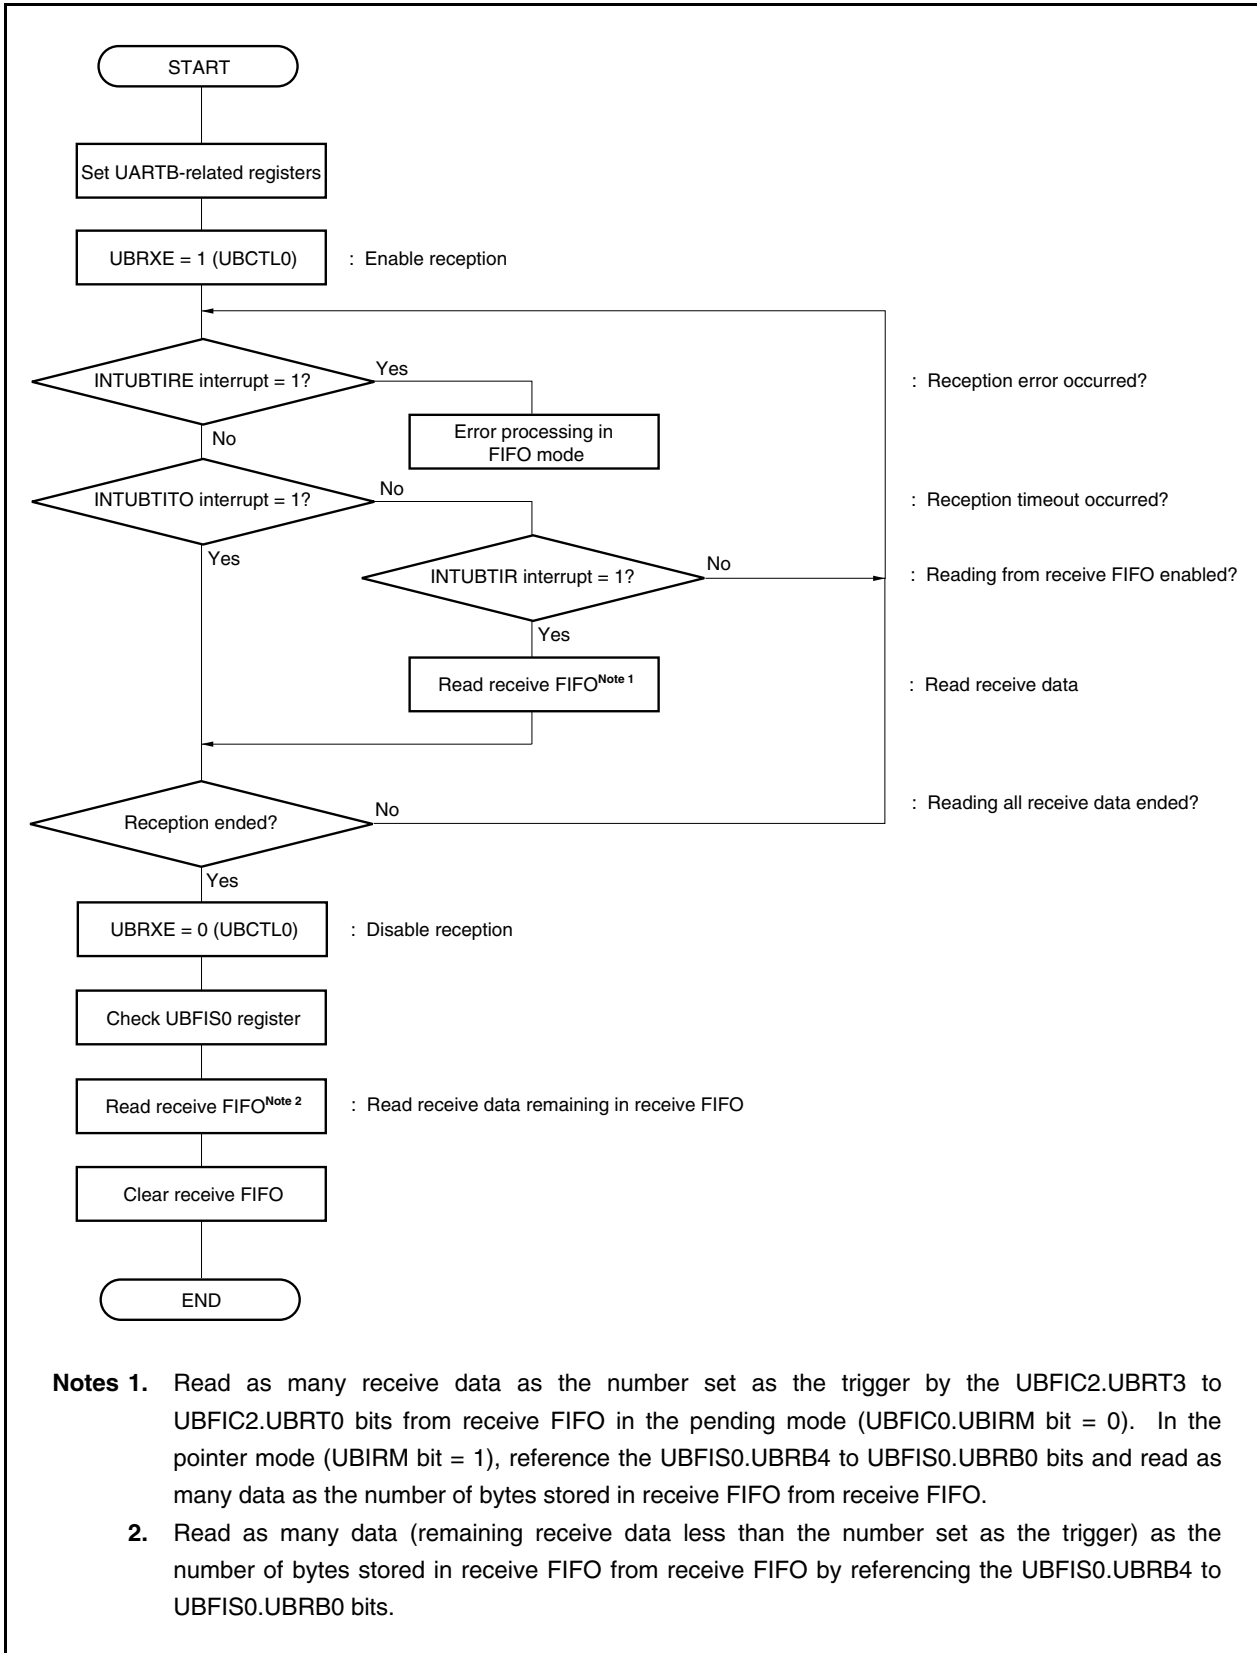 START
Set UARTB-related registers
UBRXE = 1 (UBCTL0)
: Enable reception
INTUBTIRE interrupt = 1?
Yes
: Reception error occurred?
No
Error processing in
FIFO mode
INTUBTITO interrupt = 1?
No
: Reception timeout occurred?
Yes
INTUBTIR interrupt = 1?
No
: Reading from receive FIFO enabled?
Yes
Read receive FIFO Note 1
: Read receive data
Reception ended?
No
: Reading all receive data ended?
Yes
UBRXE = 0 (UBCTL0)
: Disable reception
Check UBFIS0 register
Read receive FIFO Note 2
: Read receive data remaining in receive FIFO
Clear receive FIFO
END
Notes 1. Read as many receive data as the number set as the trigger by the UBFIC2.UBRT3 to
UBFIC2.UBRT0 bits from receive FIFO in the pending mode (UBFIC0.UBIRM bit = 0). In the
pointer mode (UBIRM bit = 1), reference the UBFIS0.UBRB4 to UBFIS0.UBRB0 bits and read as
many data as the number of bytes stored in receive FIFO from receive FIFO.
2. Read as many data (remaining receive data less than the number set as the trigger) as the
number of bytes stored in receive FIFO from receive FIFO by referencing the UBFIS0.UBRB4 to
UBFIS0.UBRB0 bits.